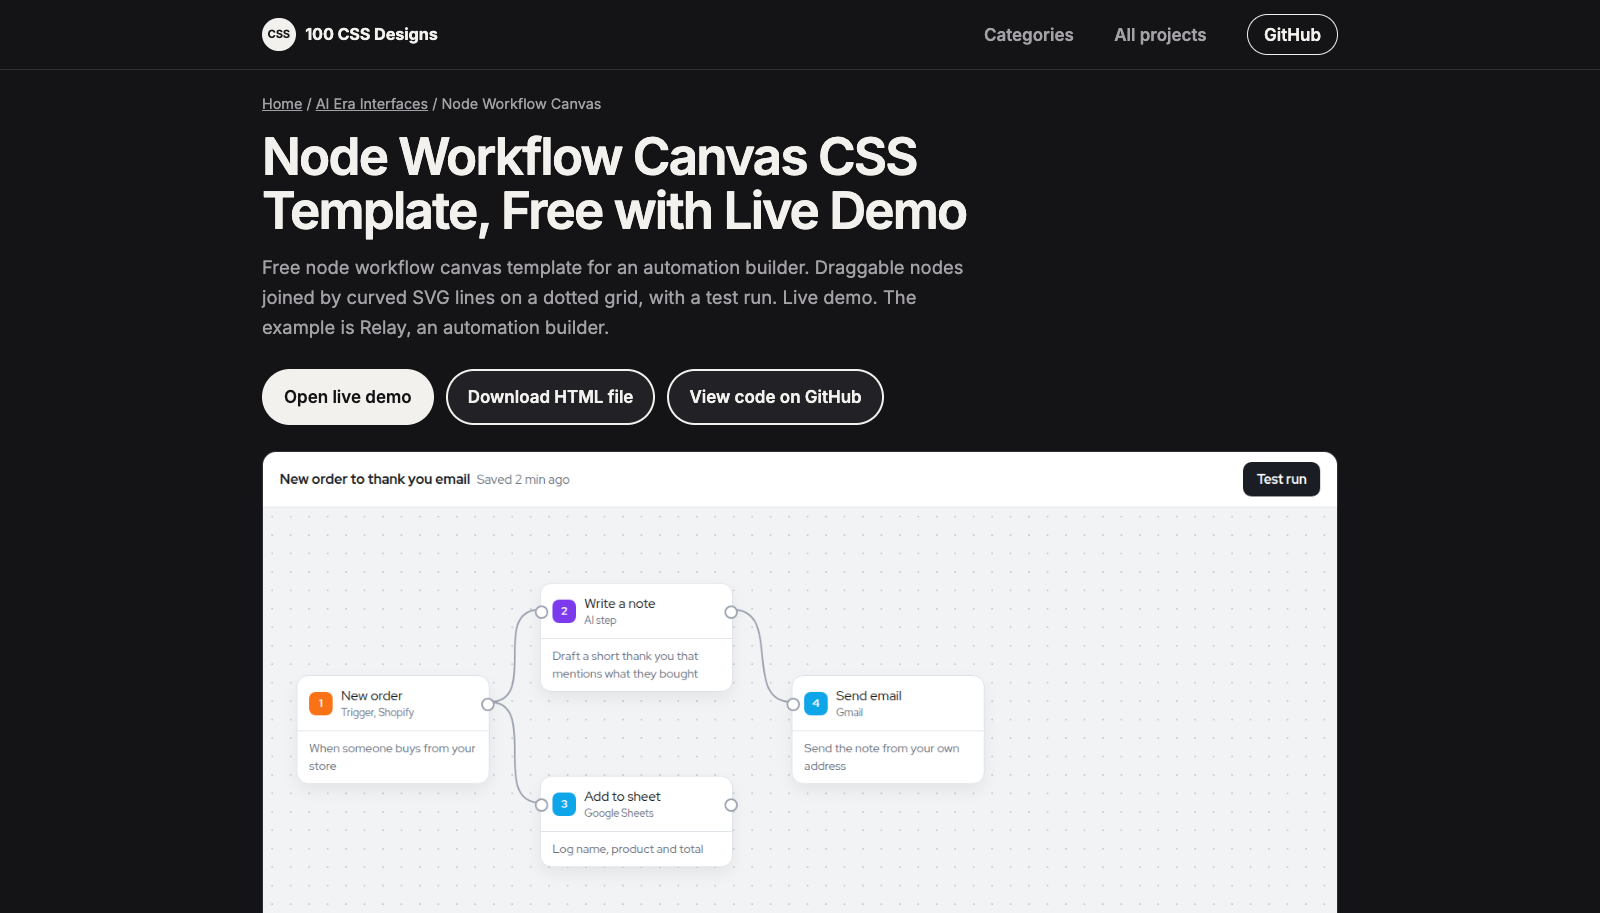 CSS 100 CSS Designs
Categories All projects GitHub
Home / AI Era Interfaces / Node Workflow Canvas
Node Workflow Canvas CSS
Template, Free with Live Demo
Free node workflow canvas template for an automation builder. Draggable nodes
joined by curved SVG lines on a dotted grid, with a test run. Live demo. The
example is Relay, an automation builder.
Open live demo Download HTML file View code on GitHub
New order to thank you email Saved 2 min ago Test run
1 New order
Trigger, Shopify
When someone buys from your
store
2 Write a note
AI step
Draft a short thank you that
mentions what they bought
3 Add to sheet
Google Sheets
Log name, product and total
4 Send email
Gmail
Send the note from your own
address